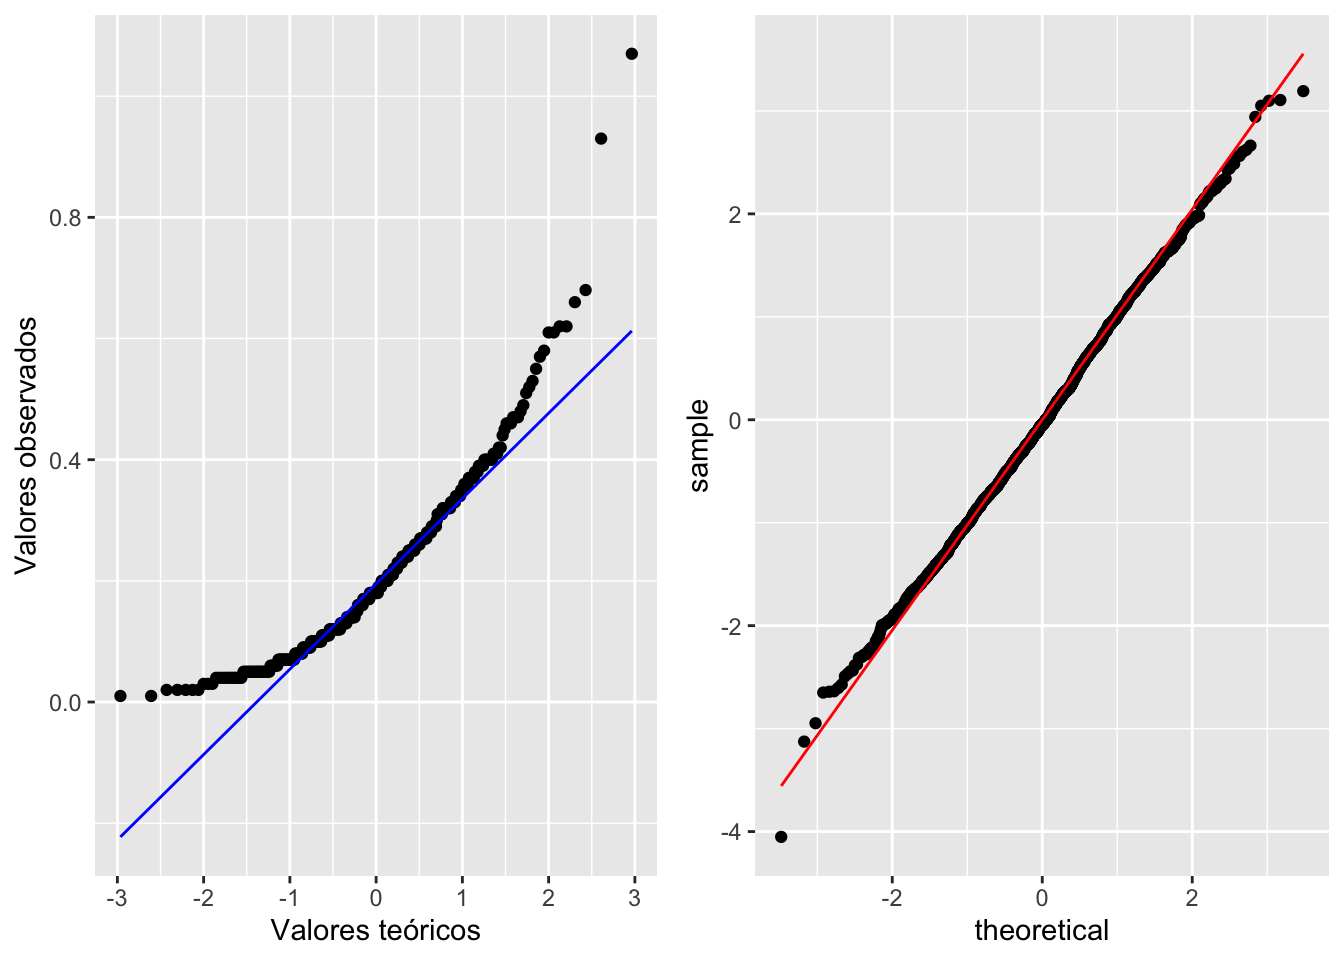 Valores observados
0.8
0.4
0.0
-3 -2 -1 0 1 2 3
Valores teóricos
sample
2
0
-2
-4
-2 0 2
theoretical